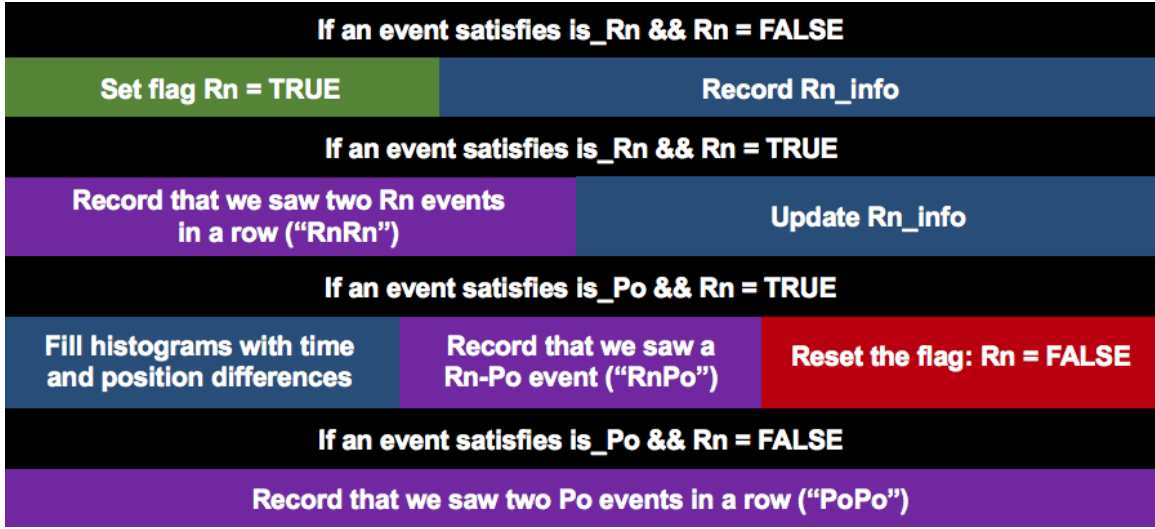 If an event satisfies is_Rn && Rn = FALSE
Set flag Rn = TRUE
Record Rn_info
If an event satisfies is_Rn && Rn = TRUE
Record that we saw two Rn events
in a row (“RnRn”)
Update Rn_info
If an event satisfies is_Po && Rn = TRUE
Fill histograms with time
and position differences
Record that we saw a
Rn-Po event (“RnPo”)
Reset the flag: Rn = FALSE
If an event satisfies is_Po && Rn = FALSE
Record that we saw two Po events in a row (“PoPo”)